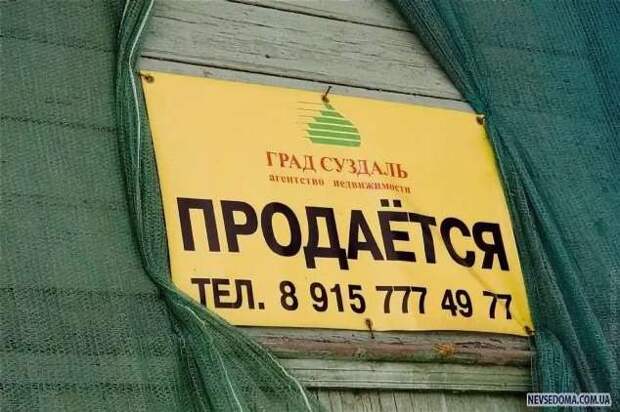 ГРАД СУЗДАЛЬ
агентство недвижимости
ПРОДАЁТСЯ
ТЕЛ. 8 915 777 49 77
NEVSEDOMA.COM.UA